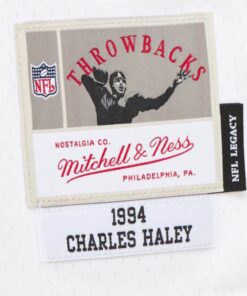 THROWBACKS
NFL
NOSTALGIA CO.
Mitchell & Ness
PHILADELPHIA, PA.
NFL LEGACY
1994
CHARLES HALEY